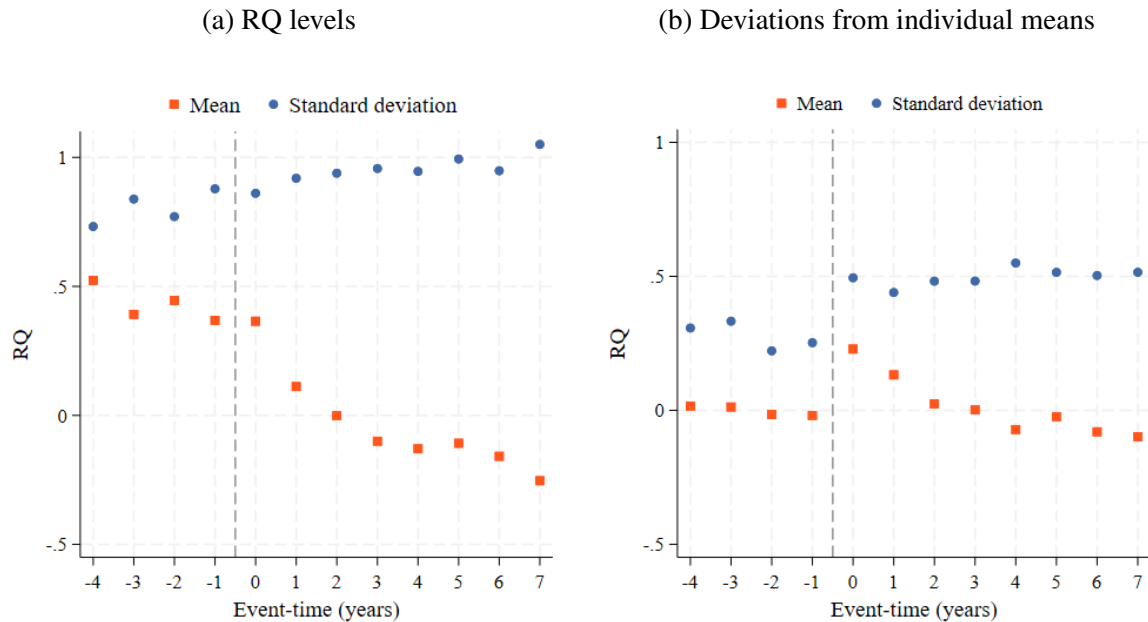 (a) RQ levels
Mean Standard deviation
1
.5
0
-.5
RQ
-4 -3 -2 -1 0 1 2 3 4 5 6 7
Event-time (years)
(b) Deviations from individual means
Mean Standard deviation
1
.5
0
-.5
RQ
-4 -3 -2 -1 0 1 2 3 4 5 6 7
Event-time (years)